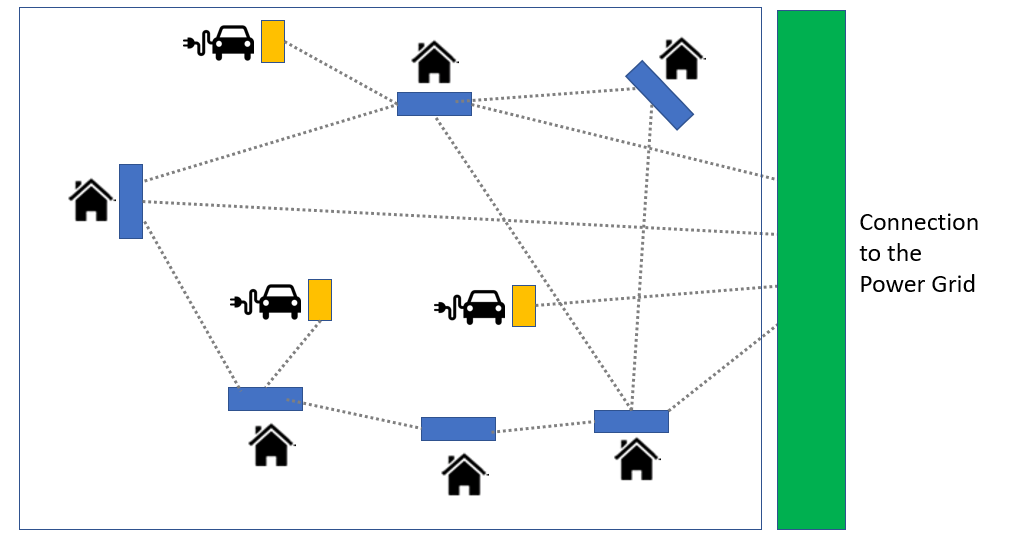 Connection
to the
Power Grid